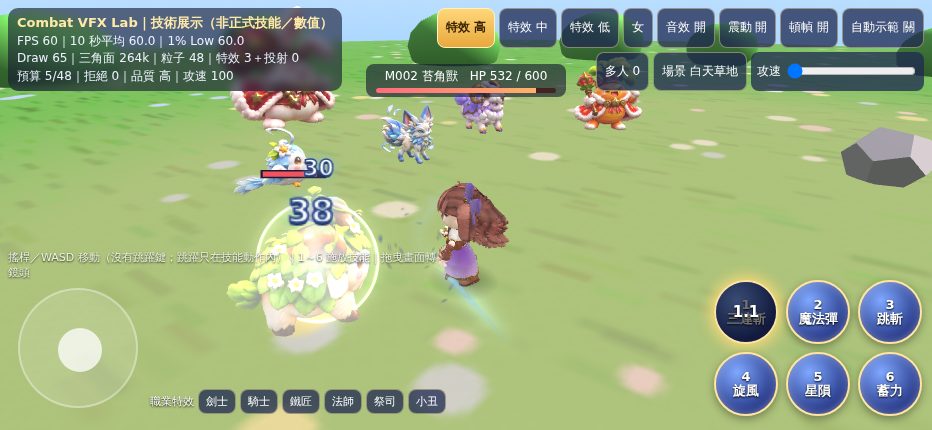 Combat VFX Lab｜技術展示（非正式技能／數值）
FPS 60｜10 秒平均 60.0｜1% Low 60.0
Draw 65｜三角面 264k｜粒子 48｜特效 3＋投射 0
預算 5/48｜拒絕 0｜品質 高｜攻速 100
特效 高
特效 中
特效 低
女
音效 開
震動 開
頓幀 開
自動示範 關
M002 苔角獸 HP 532 / 600
多人 0
場景 白天草地
攻速
30
38
搖桿／WASD 移動（沒有跳躍鍵；跳躍只在技能動作內）｜1～6 施放技能｜拖曳畫面轉
鏡頭
1.1
三連斬
2
魔法彈
3
跳斬
4
旋風
5
星隕
6
蓄力
職業特效
劍士
騎士
鐵匠
法師
祭司
小丑